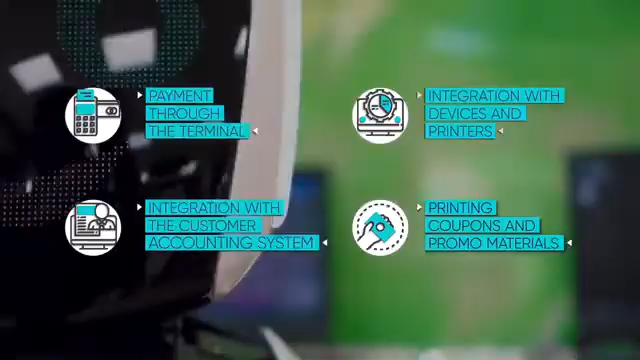 PAYMENT
THROUGH
THE TERMINAL
INTEGRATION WITH
DEVICES AND
PRINTERS
INTEGRATION WITH
THE CUSTOMER
ACCOUNTING SYSTEM
PRINTING
COUPONS AND
PROMO MATERIALS